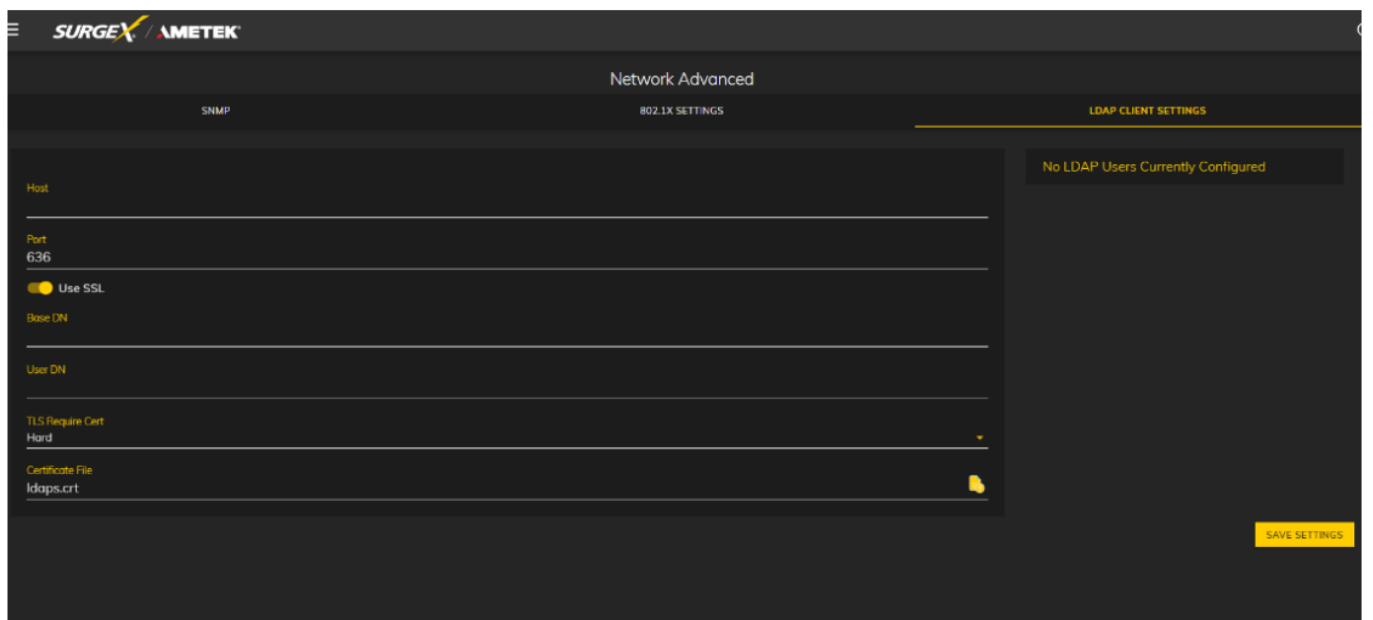 SURGEX / AMETEK
Network Advanced
SNMP
802.1X SETTINGS
LDAP CLIENT SETTINGS
Host
Port
636
Use SSL
Base DN
User DN
TLS Require Cert
Hard
Certificate File
ldaps.crt
No LDAP Users Currently Configured
SAVE SETTINGS